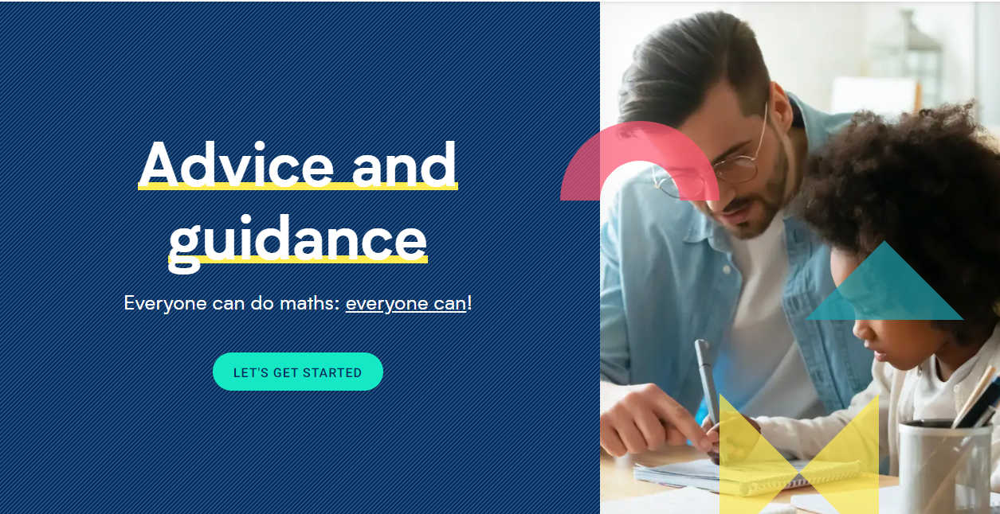 Advice and
guidance
Everyone can do maths: everyone can!
LET'S GET STARTED